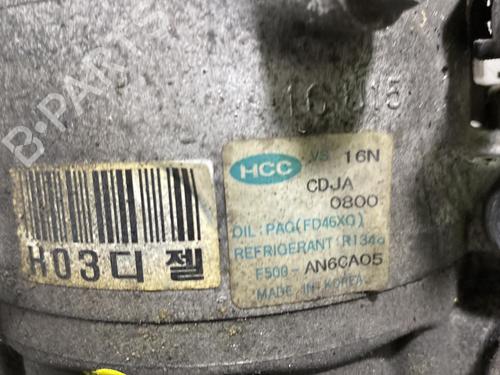 B-PARTS
HCC VS 16N
CDJA
0800
OIL: PAG(FD46XG)
REFRIGERANT: R134a
F500- AN6CA05
MADE IN KOREA
H03디젤